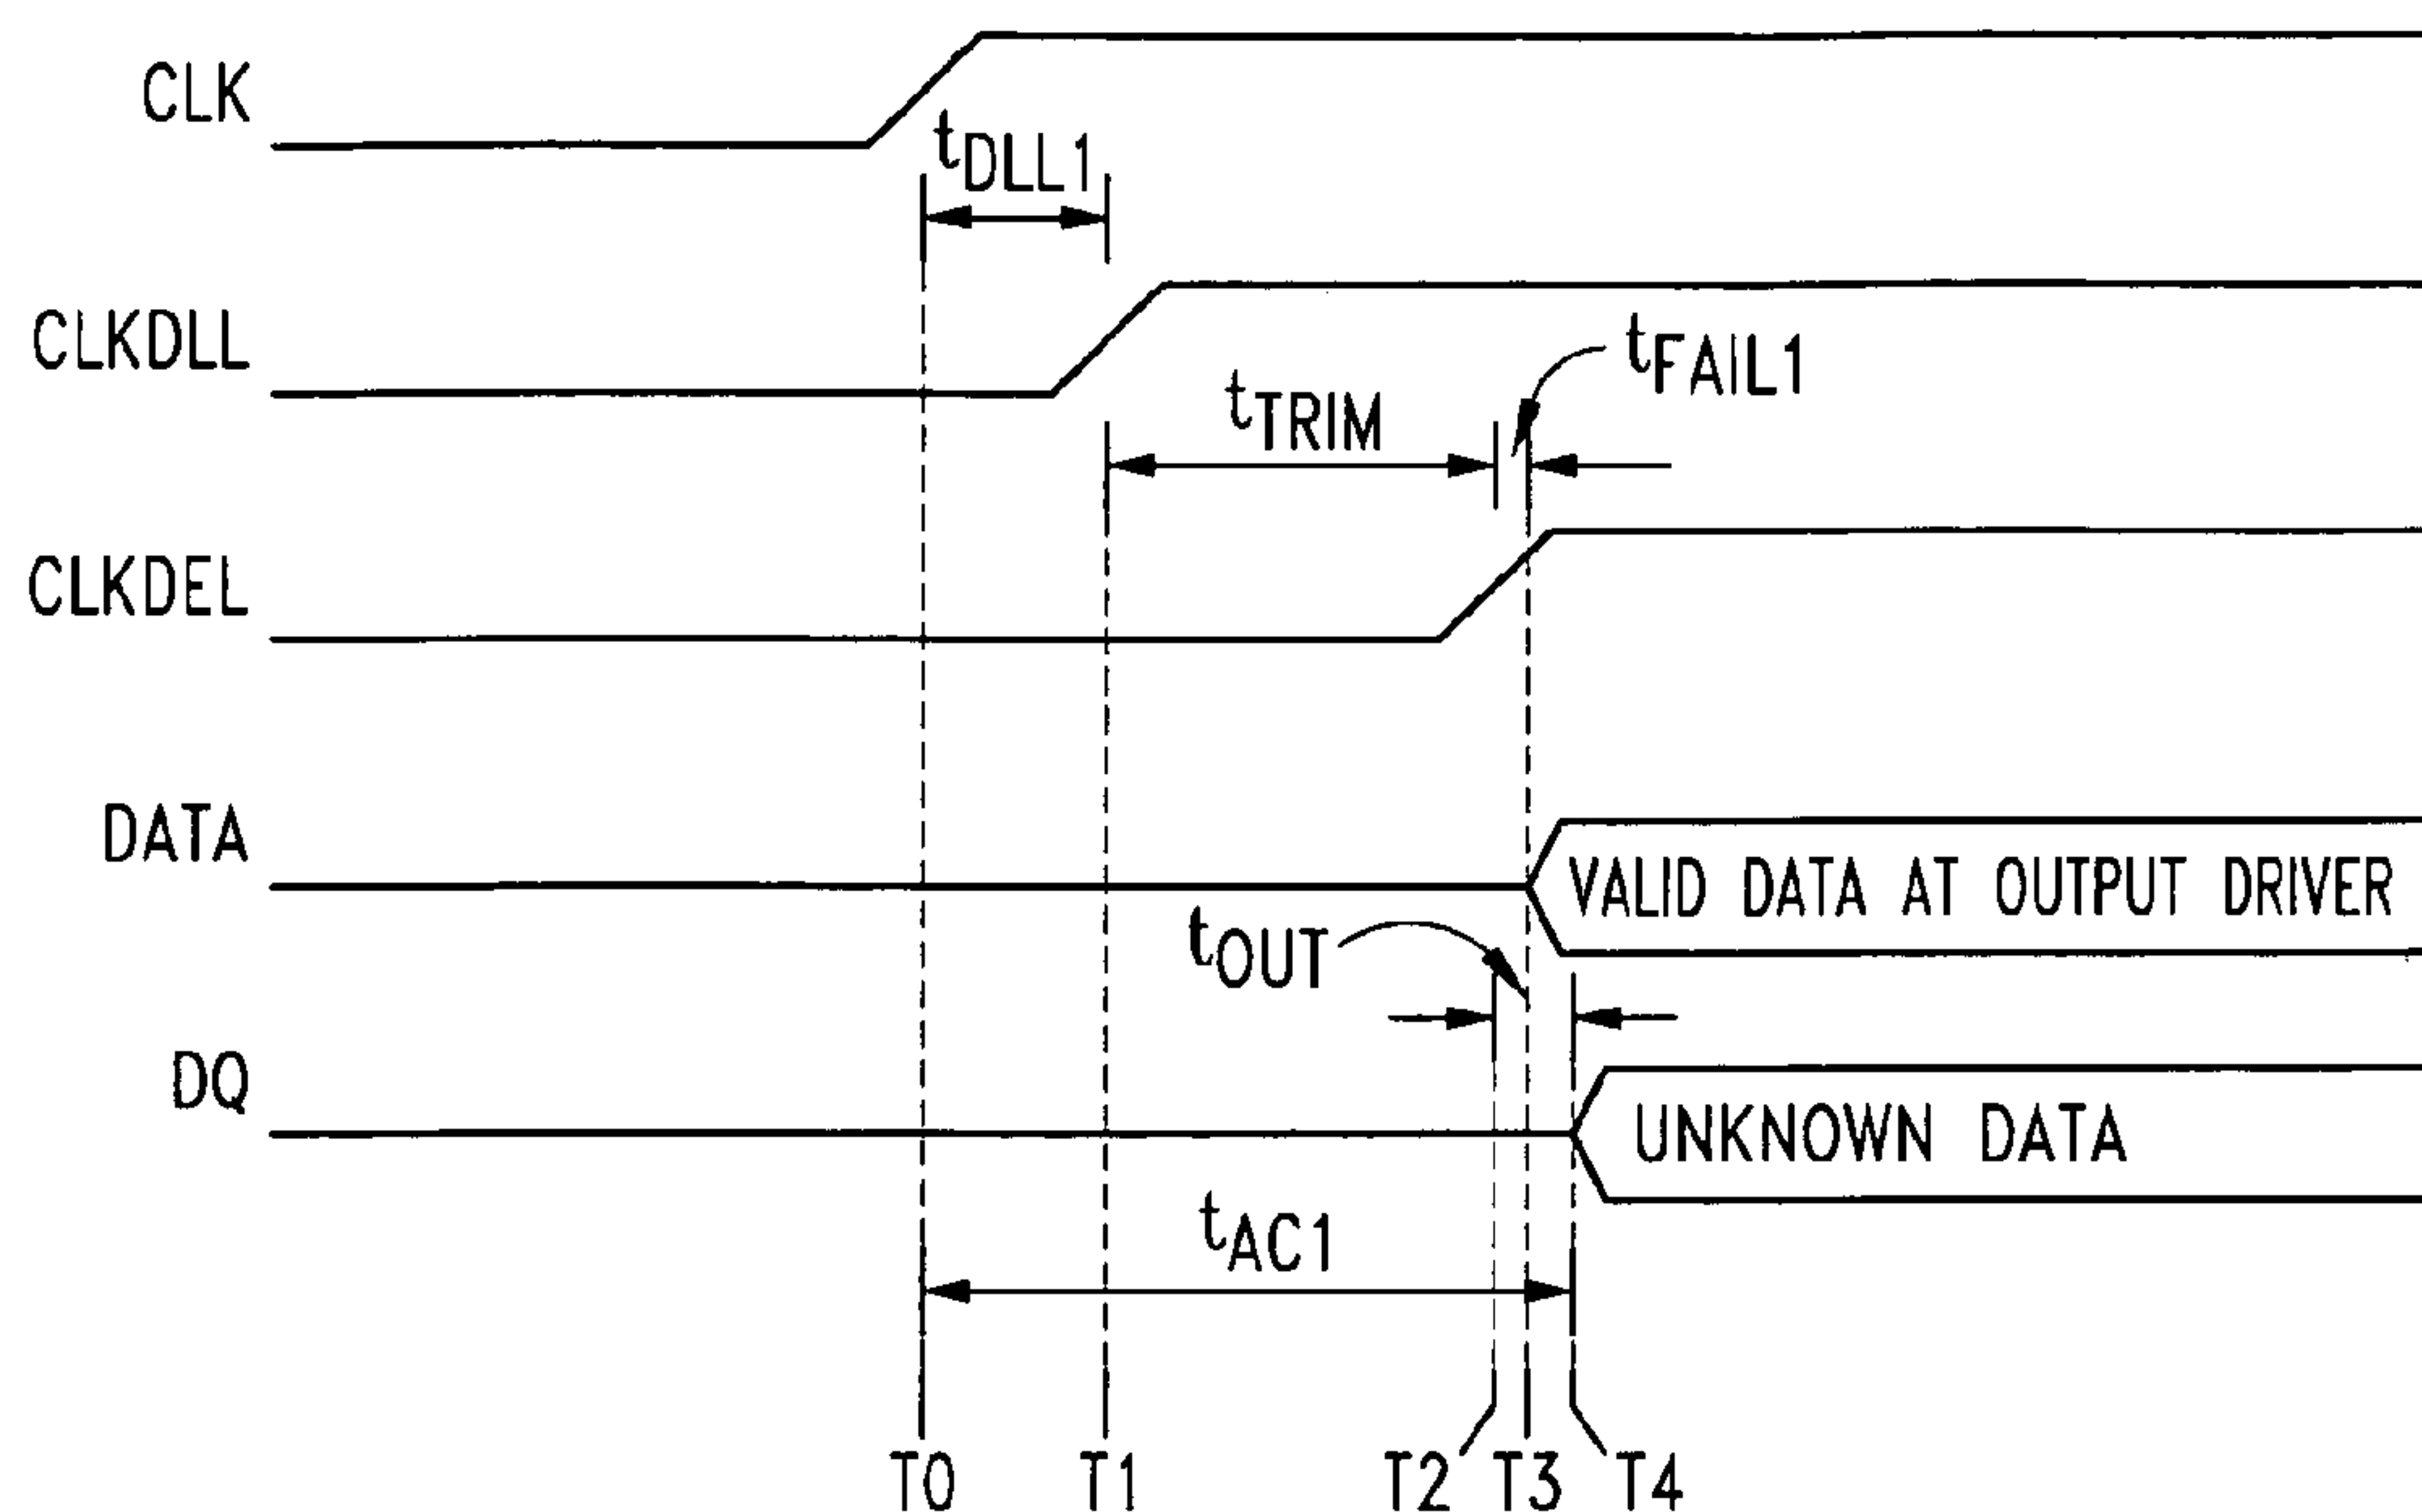 CLK
tDLL1
CLKDLL
tFAIL1
tTRIM
CLKDEL
DATA
VALID DATA AT OUTPUT DRIVER
tOUT
DQ
UNKNOWN DATA
tAC1
T0 T1 T2 T3 T4